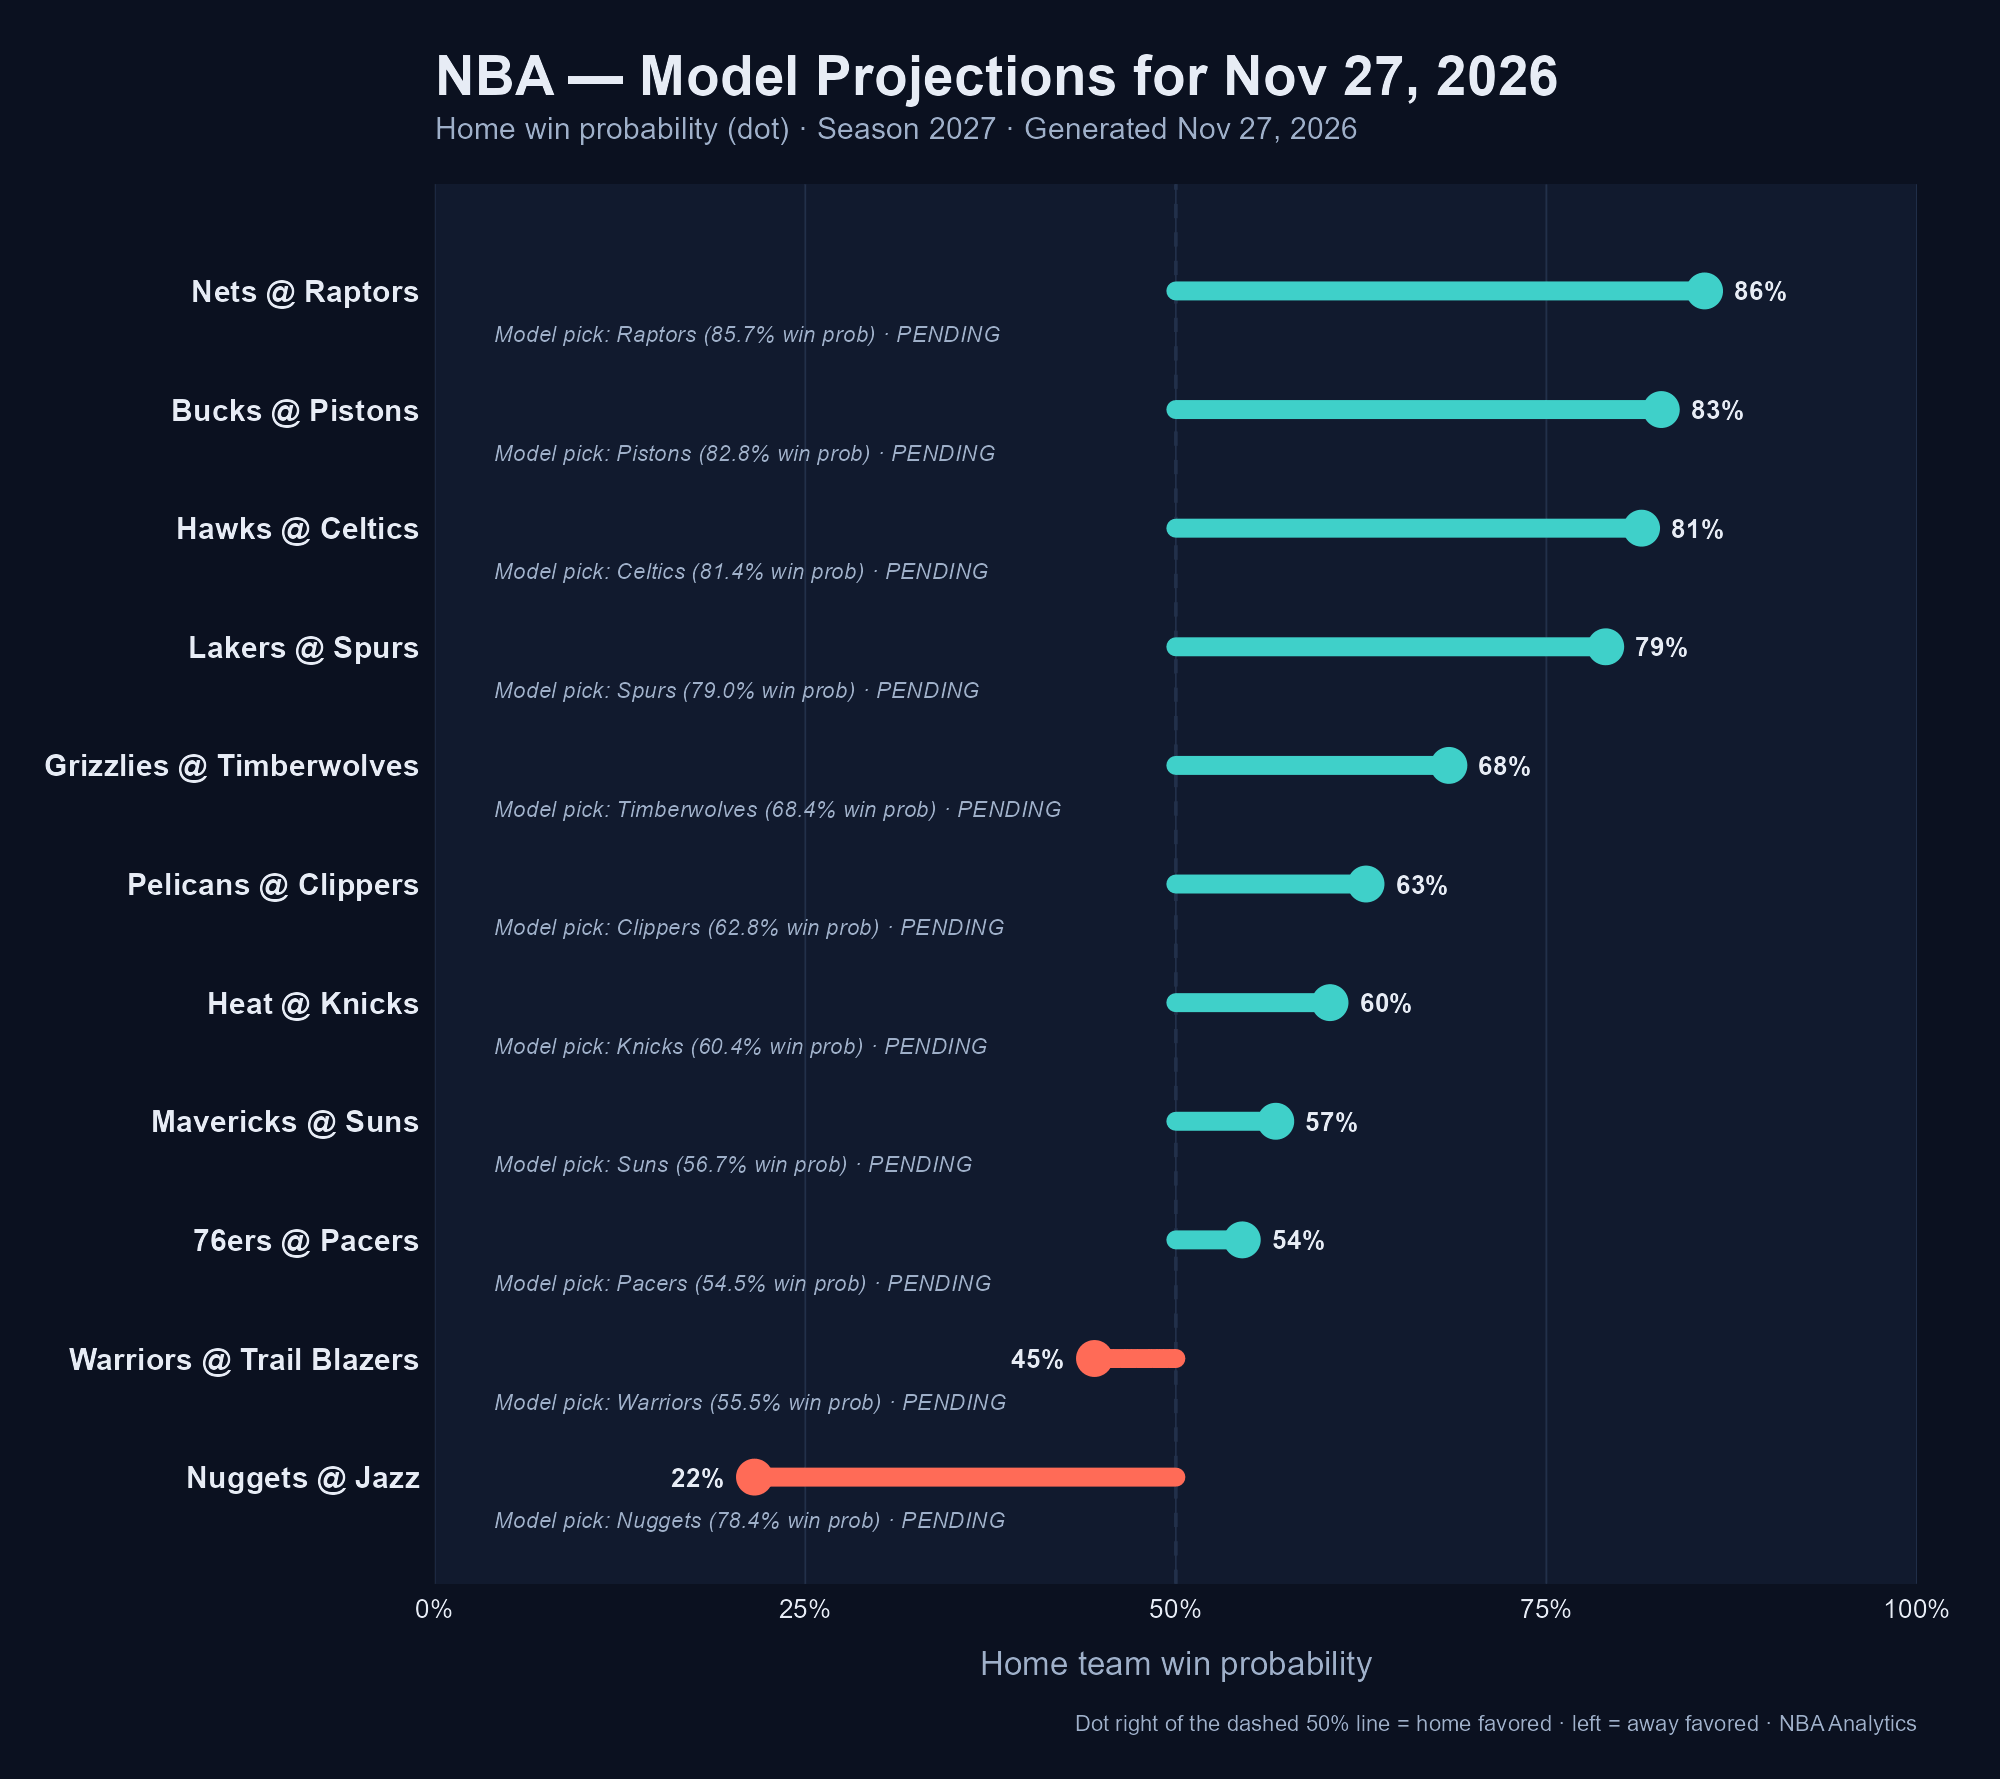 NBA — Model Projections for Nov 27, 2026
Home win probability (dot) · Season 2027 · Generated Nov 27, 2026
Nets @ Raptors
86%
Model pick: Raptors (85.7% win prob) · PENDING
Bucks @ Pistons
83%
Model pick: Pistons (82.8% win prob) · PENDING
Hawks @ Celtics
81%
Model pick: Celtics (81.4% win prob) · PENDING
Lakers @ Spurs
79%
Model pick: Spurs (79.0% win prob) · PENDING
Grizzlies @ Timberwolves
68%
Model pick: Timberwolves (68.4% win prob) · PENDING
Pelicans @ Clippers
63%
Model pick: Clippers (62.8% win prob) · PENDING
Heat @ Knicks
60%
Model pick: Knicks (60.4% win prob) · PENDING
Mavericks @ Suns
57%
Model pick: Suns (56.7% win prob) · PENDING
76ers @ Pacers
54%
Model pick: Pacers (54.5% win prob) · PENDING
Warriors @ Trail Blazers
45%
Model pick: Warriors (55.5% win prob) · PENDING
Nuggets @ Jazz
22%
Model pick: Nuggets (78.4% win prob) · PENDING
0% 25% 50% 75% 100%
Home team win probability
Dot right of the dashed 50% line = home favored · left = away favored · NBA Analytics